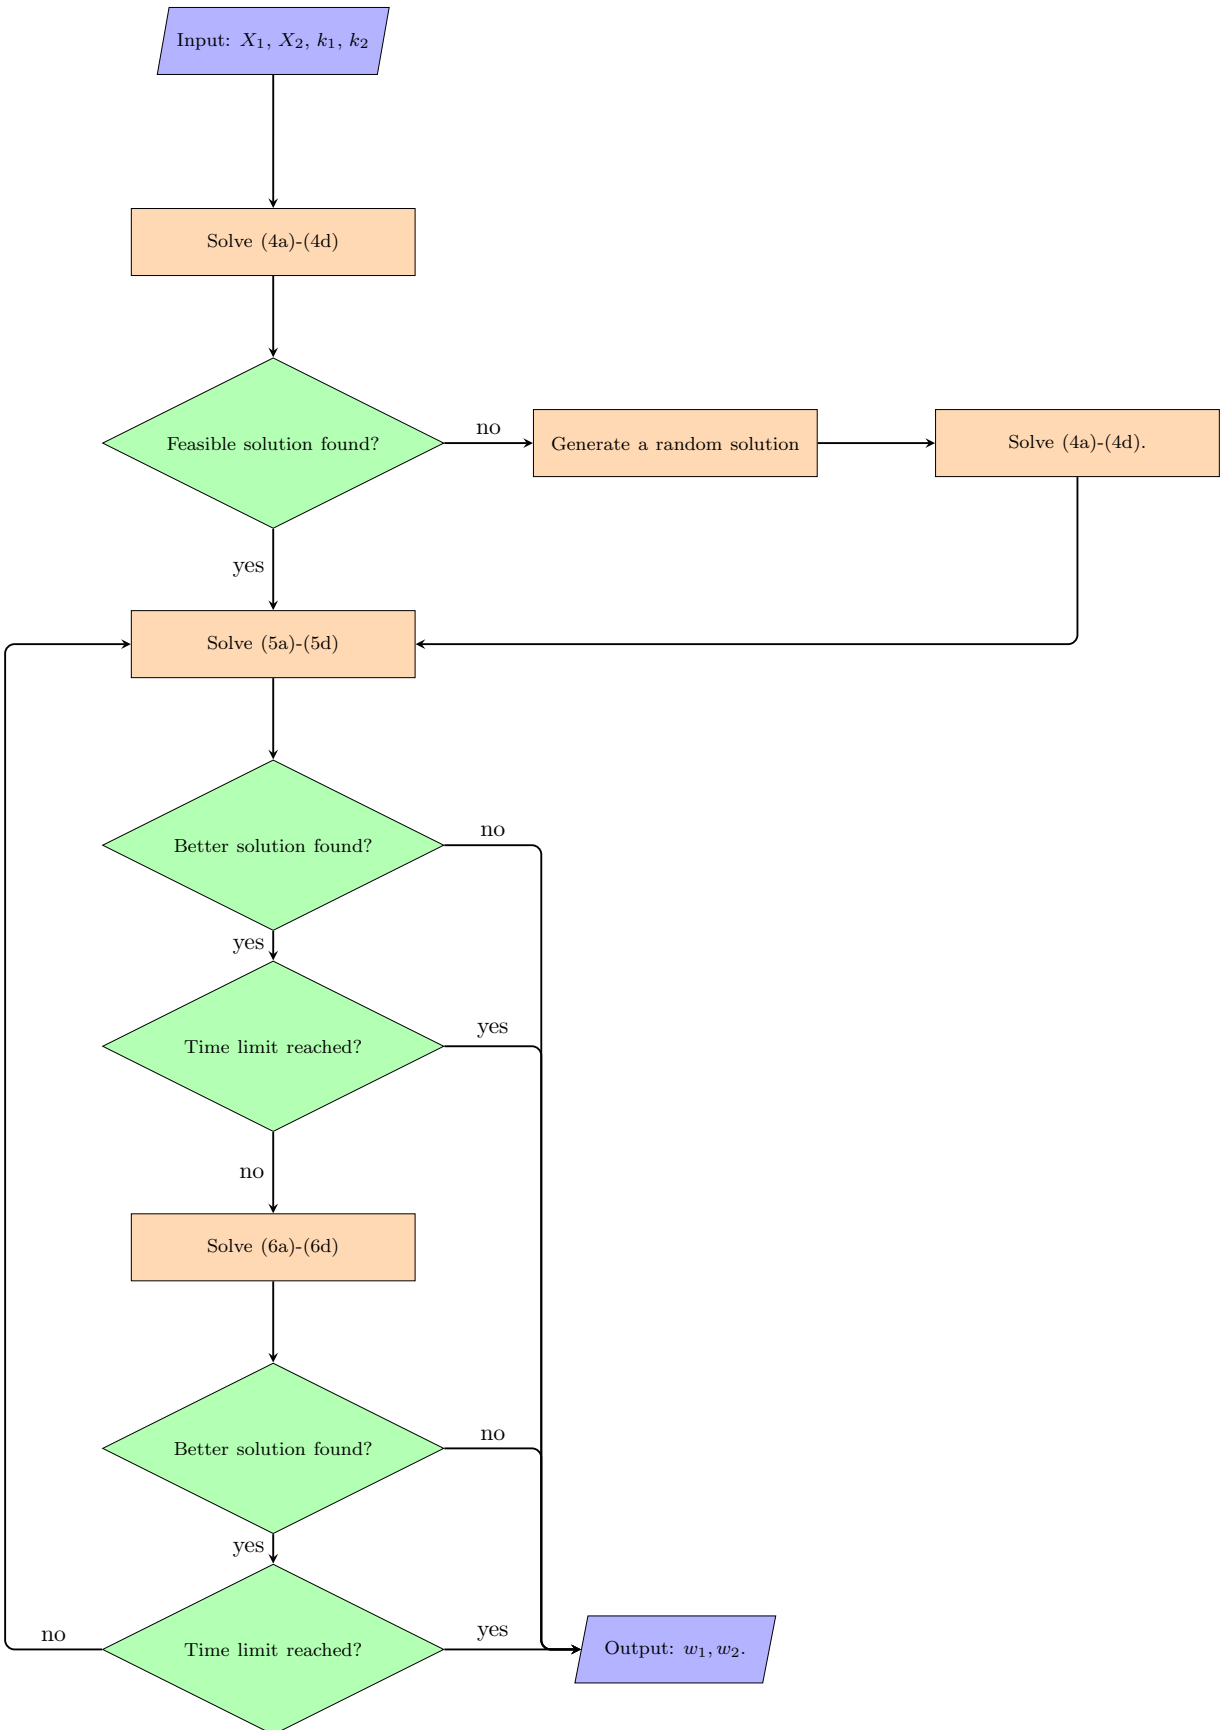 Input: X₁, X₂, k₁, k₂
Solve (4a)-(4d)
Feasible solution found?
no
Generate a random solution
Solve (4a)-(4d).
yes
Solve (5a)-(5d)
Better solution found?
no
yes
Time limit reached?
yes
no
Solve (6a)-(6d)
Better solution found?
no
yes
no
Time limit reached?
yes
Output: w₁, w₂.